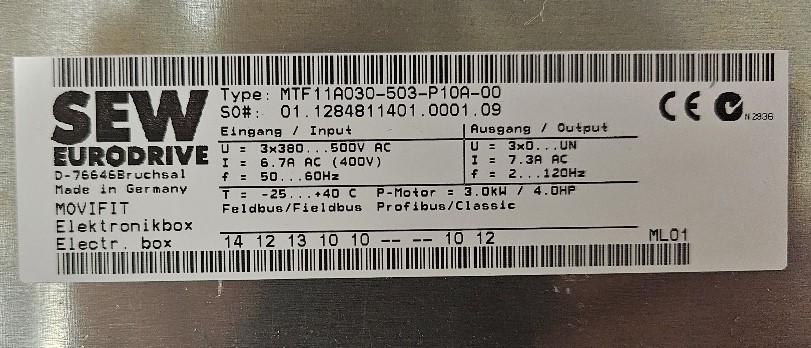 SEW
EURODRIVE
D-76646Bruchsal
Made in Germany
MOVIFIT
Elektronikbox
Electr. box
Type: MTF11A030-503-P10A-00
SO#: 01.1284811401.0001.09
Eingang / Input
U = 3x380...500V AC
I = 6.7A AC (400V)
f = 50...60Hz
Ausgang / Output
U = 3x0...UN
I = 7.3A AC
f = 2...120Hz
T = -25...+40 C P-Motor = 3.0kW / 4.0HP
Feldbus/Fieldbus Profibus/Classic
14 12 13 10 10 -- -- 10 12
ML01
CE
N2936